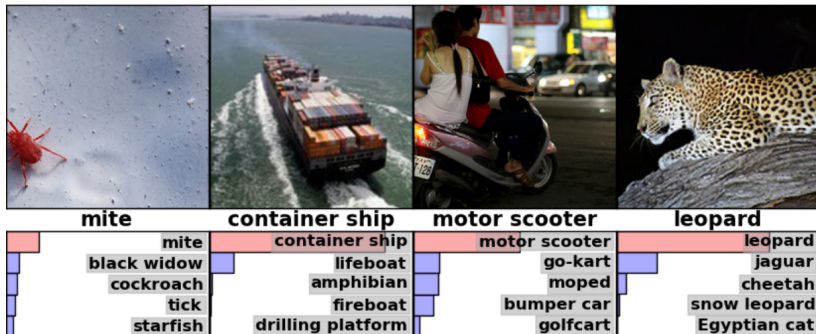 mite
container ship
motor scooter
leopard
mite
black widow
cockroach
tick
starfish
container ship
lifeboat
amphibian
fireboat
drilling platform
motor scooter
go-kart
moped
bumper car
golfcart
leopard
jaguar
cheetah
snow leopard
Egyptian cat